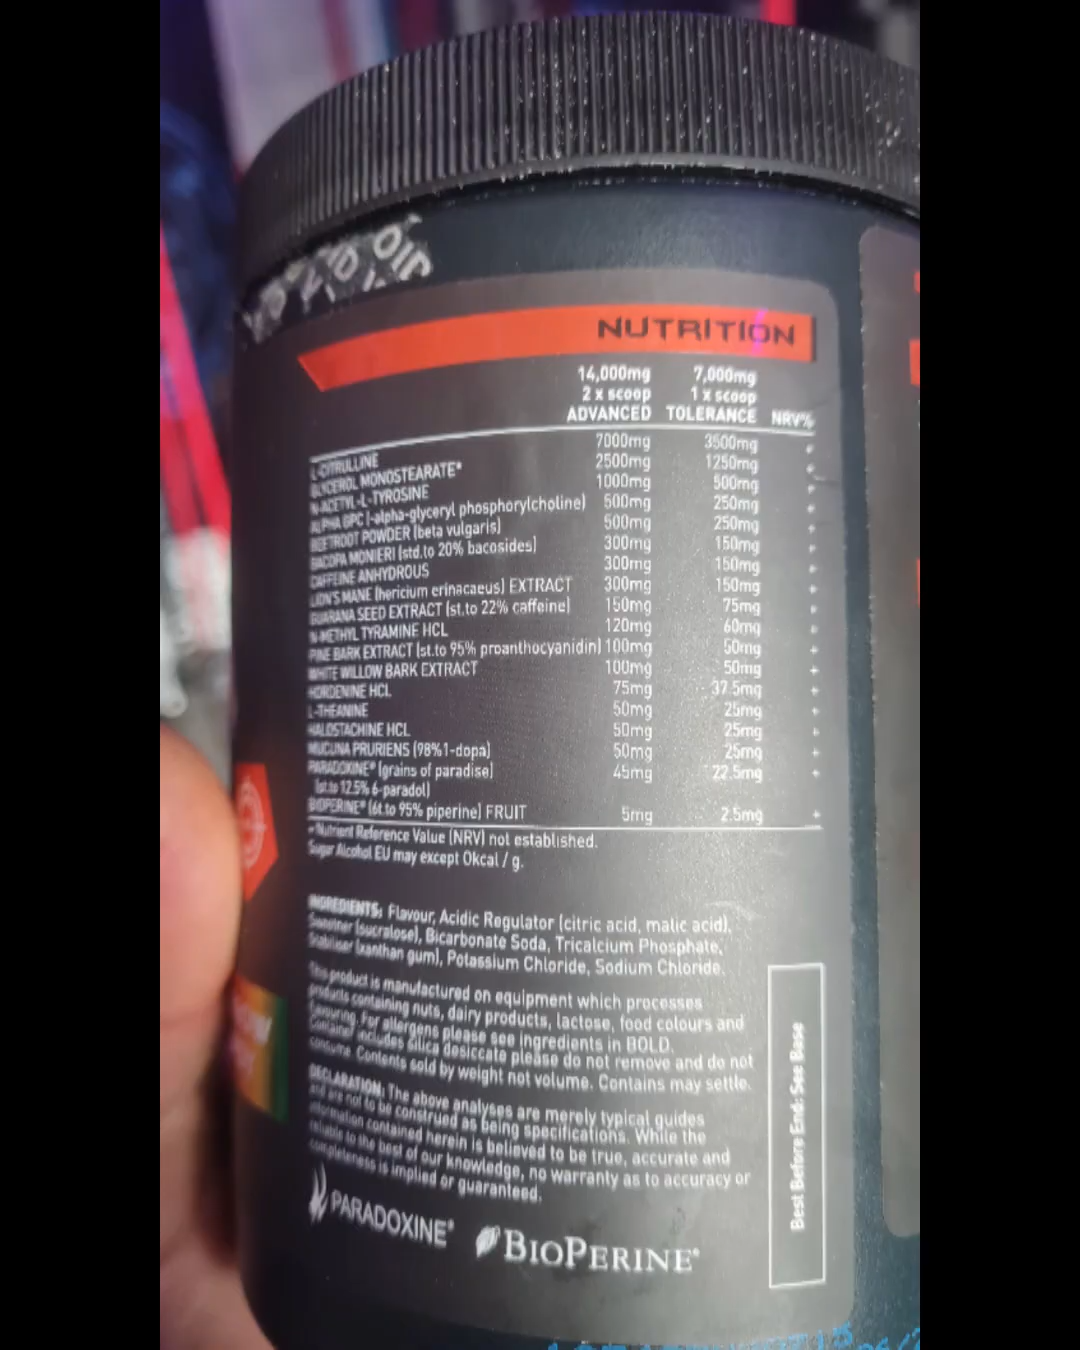 NUTRITION
14,000mg 7,000mg
2 x scoop 1 x scoop
ADVANCED TOLERANCE NRV%
L-CITRULLINE 7000mg 3500mg
GLYCEROL MONOSTEARATE® 2500mg 1250mg
N-ACETYL-L-TYROSINE 1000mg 500mg +
ALPHA GPC (-alpha-glyceryl phosphorylcholine) 500mg 250mg +
BEETROOT POWDER (beta vulgaris) 500mg 250mg +
BACOPA MONIERI (std.to 20% bacosides) 300mg 150mg +
CAFFEINE ANHYDROUS 300mg 150mg +
LION'S MANE (hericium erinacaeus) EXTRACT 300mg 150mg +
GUARANA SEED EXTRACT (st.to 22% caffeine) 150mg 75mg +
N-METHYL TYRAMINE HCL 120mg 60mg +
PINE BARK EXTRACT (st.to 95% proanthocyanidin) 100mg 50mg +
WHITE WILLOW BARK EXTRACT 100mg 50mg +
HORDENINE HCL 75mg 37.5mg +
L-THEANINE 50mg 25mg +
HALOSTACHINE HCL 50mg 25mg +
MUCUNA PRURIENS (98%1-dopa) 50mg 25mg +
PARADOXINE® (grains of paradise) 45mg 22.5mg +
(st.to 12.5% 6-paradol)
BIOPERINE® (6t.to 95% piperine) FRUIT 5mg 2.5mg +
Nutrient Reference Value (NRV) not established.
Sugar Alcohol EU may except 0kcal / g.
INGREDIENTS: Flavour, Acidic Regulator (citric acid, malic acid),
Sweetner (sucralose), Bicarbonate Soda, Tricalcium Phosphate,
Stabiliser (xanthan gum), Potassium Chloride, Sodium Chloride.
This product is manufactured on equipment which processes
products containing nuts, dairy products, lactose, food colours and
flavouring. For allergens please see ingredients in BOLD.
Container includes silica desiccate please do not remove and do not
consume. Contents sold by weight not volume. Contains may settle.
DECLARATION: The above analyses are merely typical guides
and are not to be construed as being specifications. While the
information contained herein is believed to be true, accurate and
reliable to the best of our knowledge, no warranty as to accuracy or
completeness is implied or guaranteed.
PARADOXINE®
BIOPERINE®
Best Before End: See Base